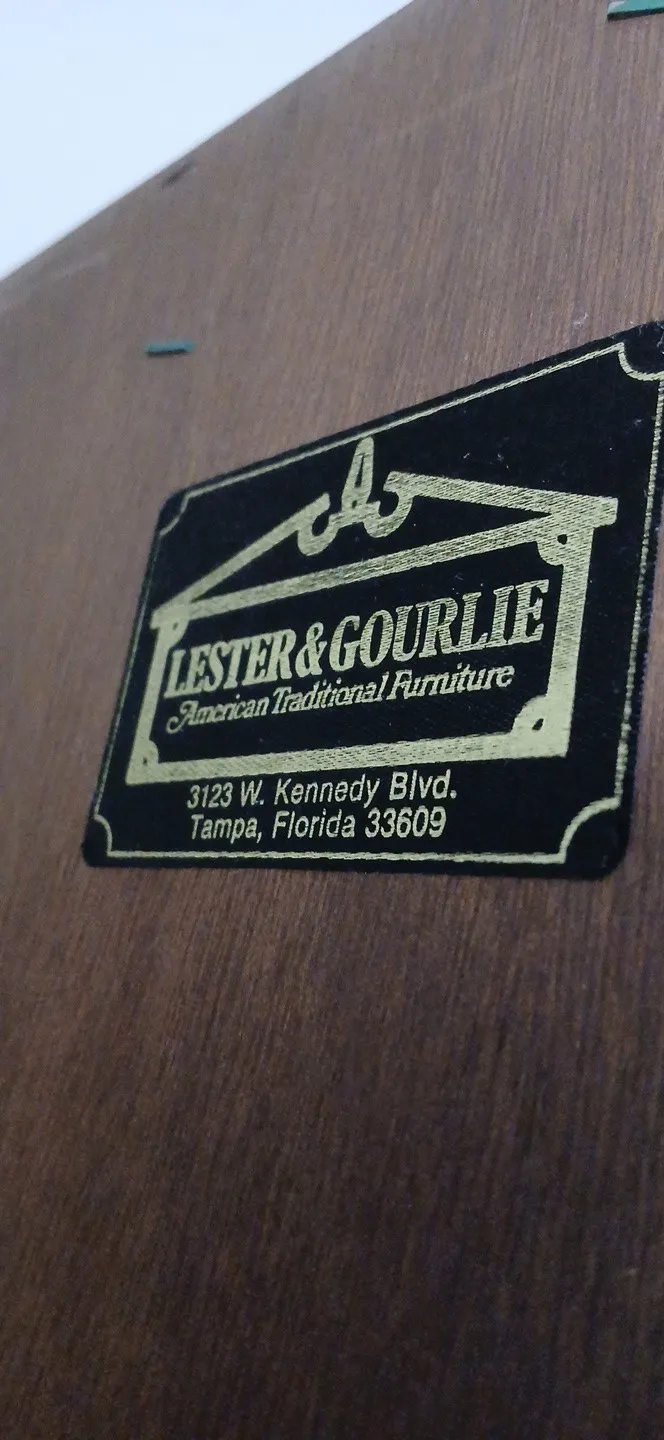 LESTER & GOURLIE
American Traditional Furniture
3123 W. Kennedy Blvd.
Tampa, Florida 33609